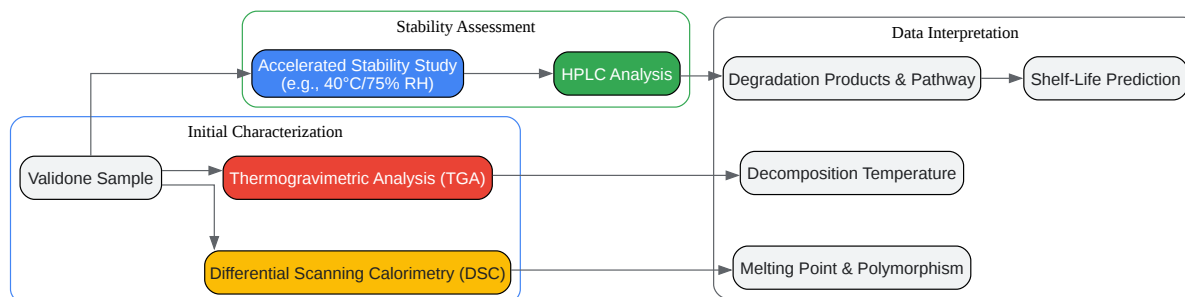 Stability Assessment
Accelerated Stability Study
(e.g., 40°C/75% RH)
HPLC Analysis
Data Interpretation
Degradation Products & Pathway
Shelf-Life Prediction
Initial Characterization
Validone Sample
Thermogravimetric Analysis (TGA)
Decomposition Temperature
Differential Scanning Calorimetry (DSC)
Melting Point & Polymorphism